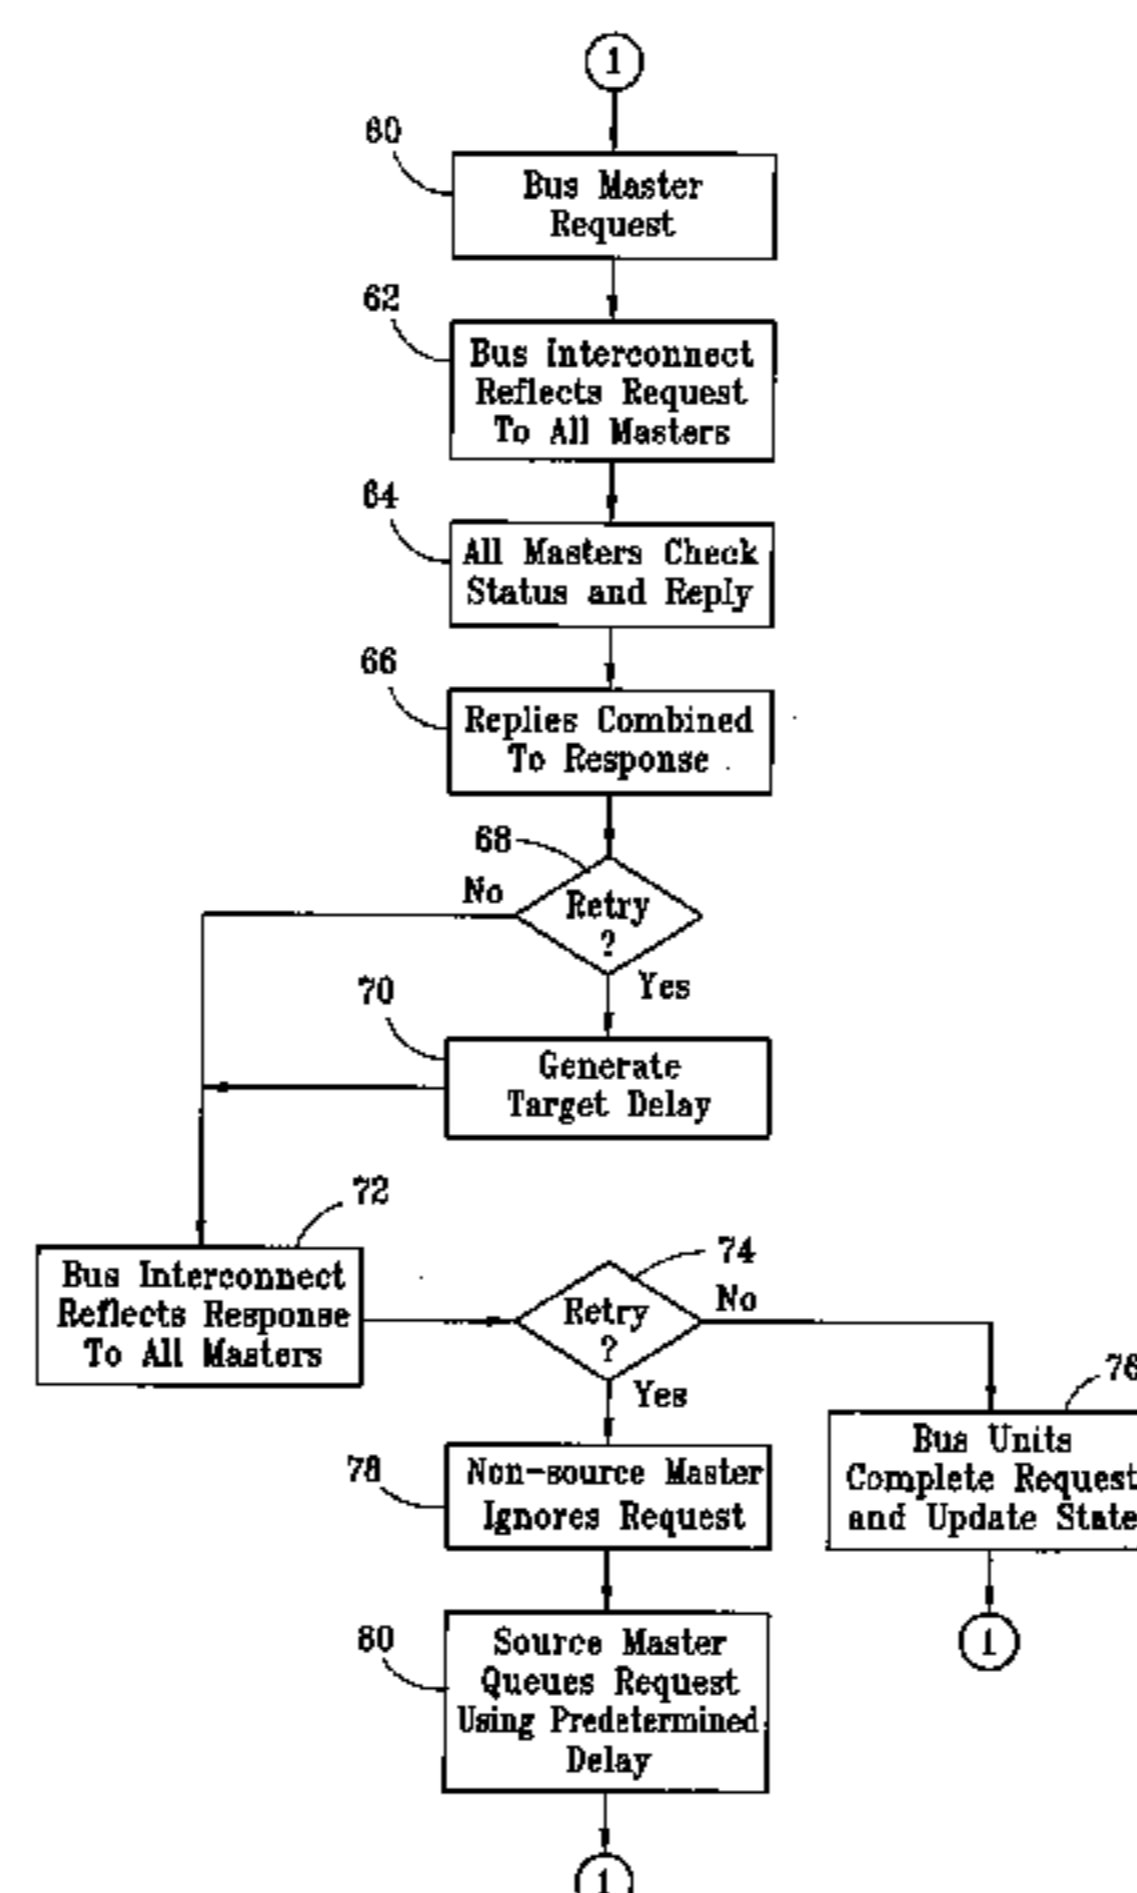 1
60
Bus Master
Request
62
Bus Interconnect
Reflects Request
To All Masters
64
All Masters Check
Status and Reply
66
Replies Combined
To Response
68
No
Retry
?
Yes
70
Generate
Target Delay
72
Bus Interconnect
Reflects Response
To All Masters
74
Retry
?
No
Yes
76
Bus Units
Complete Request
and Update State
1
78
Non-source Master
Ignores Request
80
Source Master
Queues Request
Using Predetermined
Delay
1